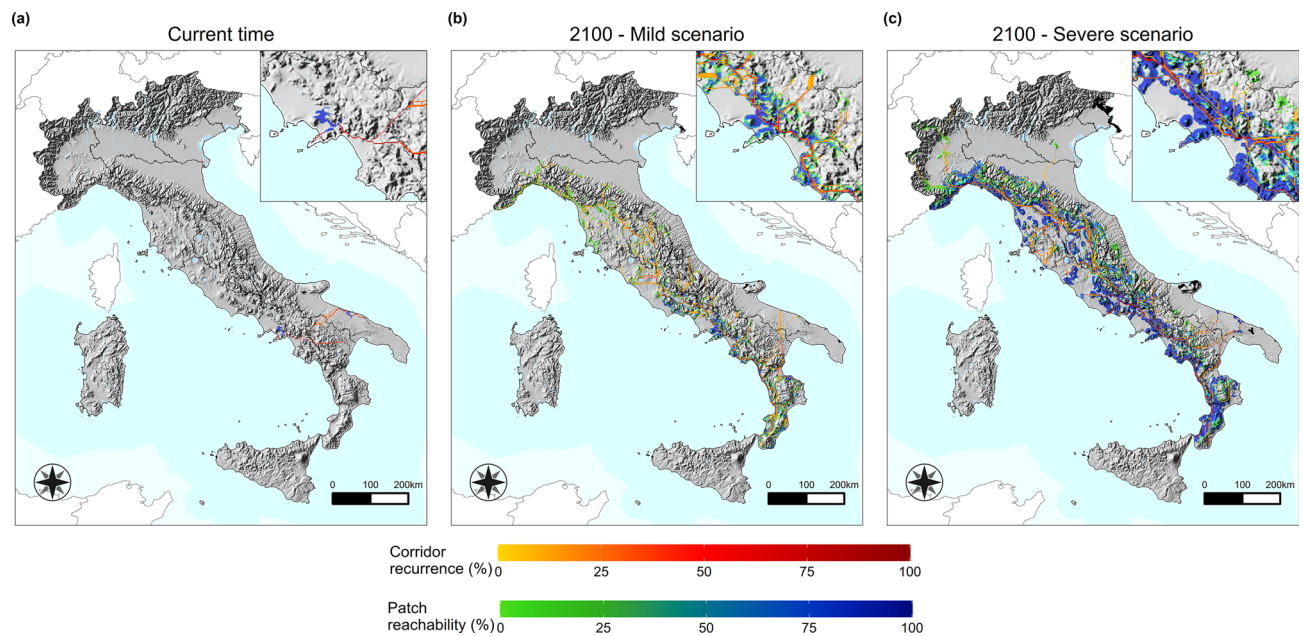 (a)
Current time
(b)
2100 - Mild scenario
(c)
2100 - Severe scenario
0 100 200km
0 100 200km
0 100 200km
Corridor
recurrence (%)
0 25 50 75 100
Patch
reachability (%)
0 25 50 75 100